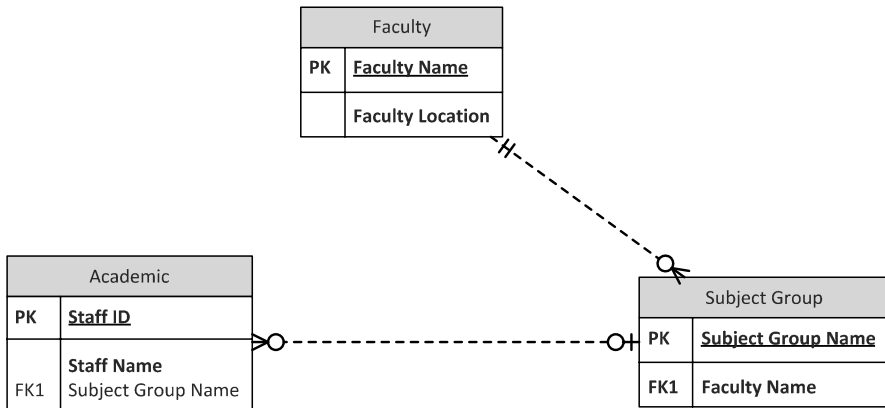 Faculty
PK Faculty Name
Faculty Location
Academic
PK Staff ID
Staff Name
FK1 Subject Group Name
Subject Group
PK Subject Group Name
FK1 Faculty Name